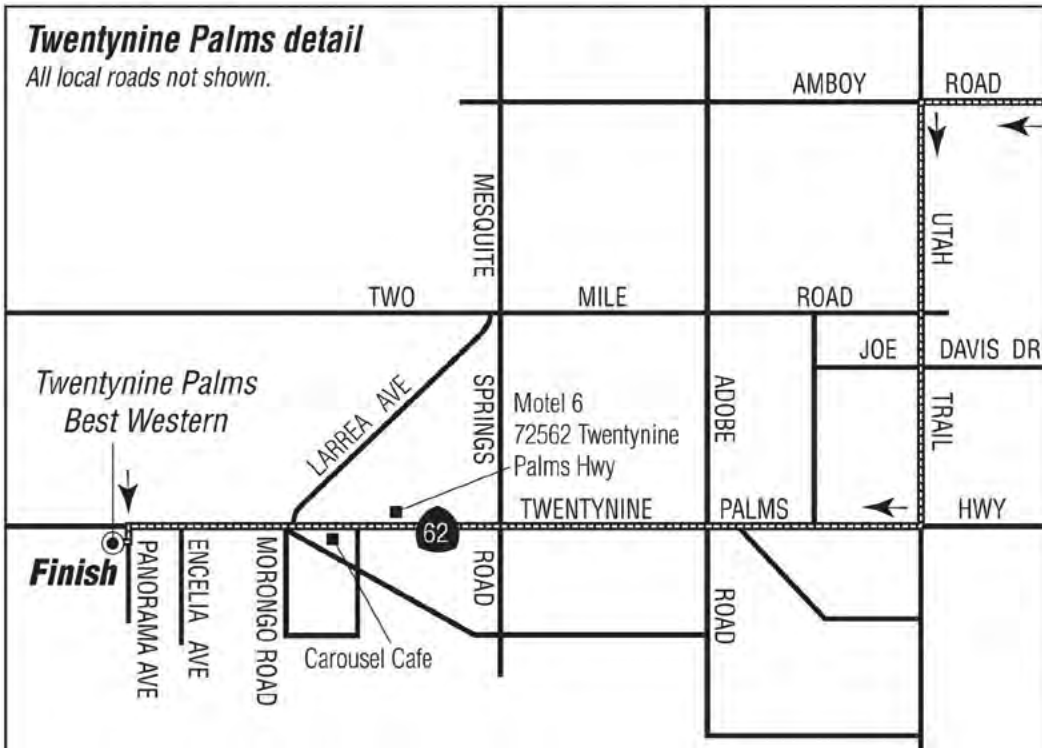 Twentynine Palms detail
All local roads not shown.
AMBOY ROAD
MESQUITE
UTAH
TWO MILE ROAD
JOE DAVIS DR
Twentynine Palms
Best Western
LARREA AVE
SPRINGS
Motel 6
72562 Twentynine
Palms Hwy
ADOBE
TRAIL
TWENTYNINE PALMS HWY
62
Finish
PANORAMA AVE
ENCELIA AVE
MORONGO ROAD
ROAD
ROAD
Carousel Cafe